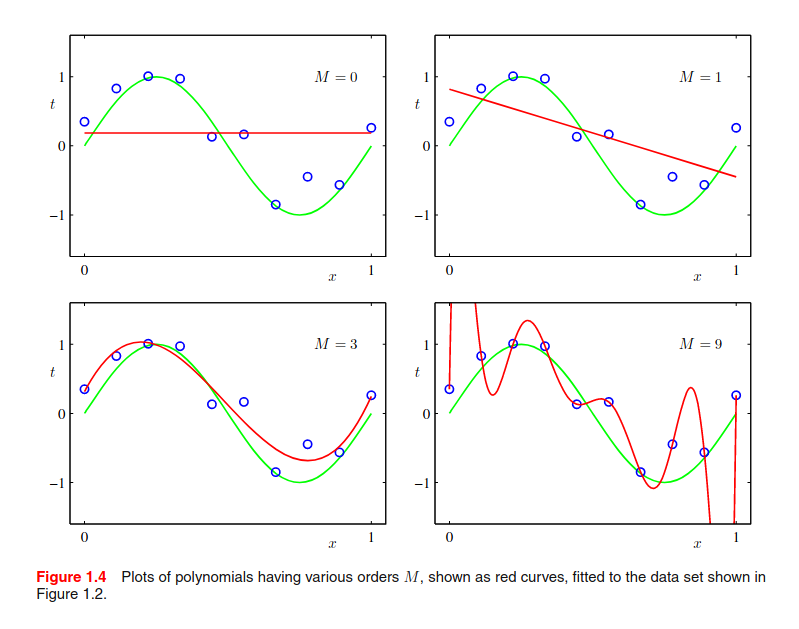 M = 0
1
t
0
−1
0
x
1
M = 1
1
t
0
−1
0
x
1
M = 3
1
t
0
−1
0
x
1
M = 9
1
t
0
−1
0
x
1
Figure 1.4 Plots of polynomials having various orders M, shown as red curves, fitted to the data set shown in
Figure 1.2.